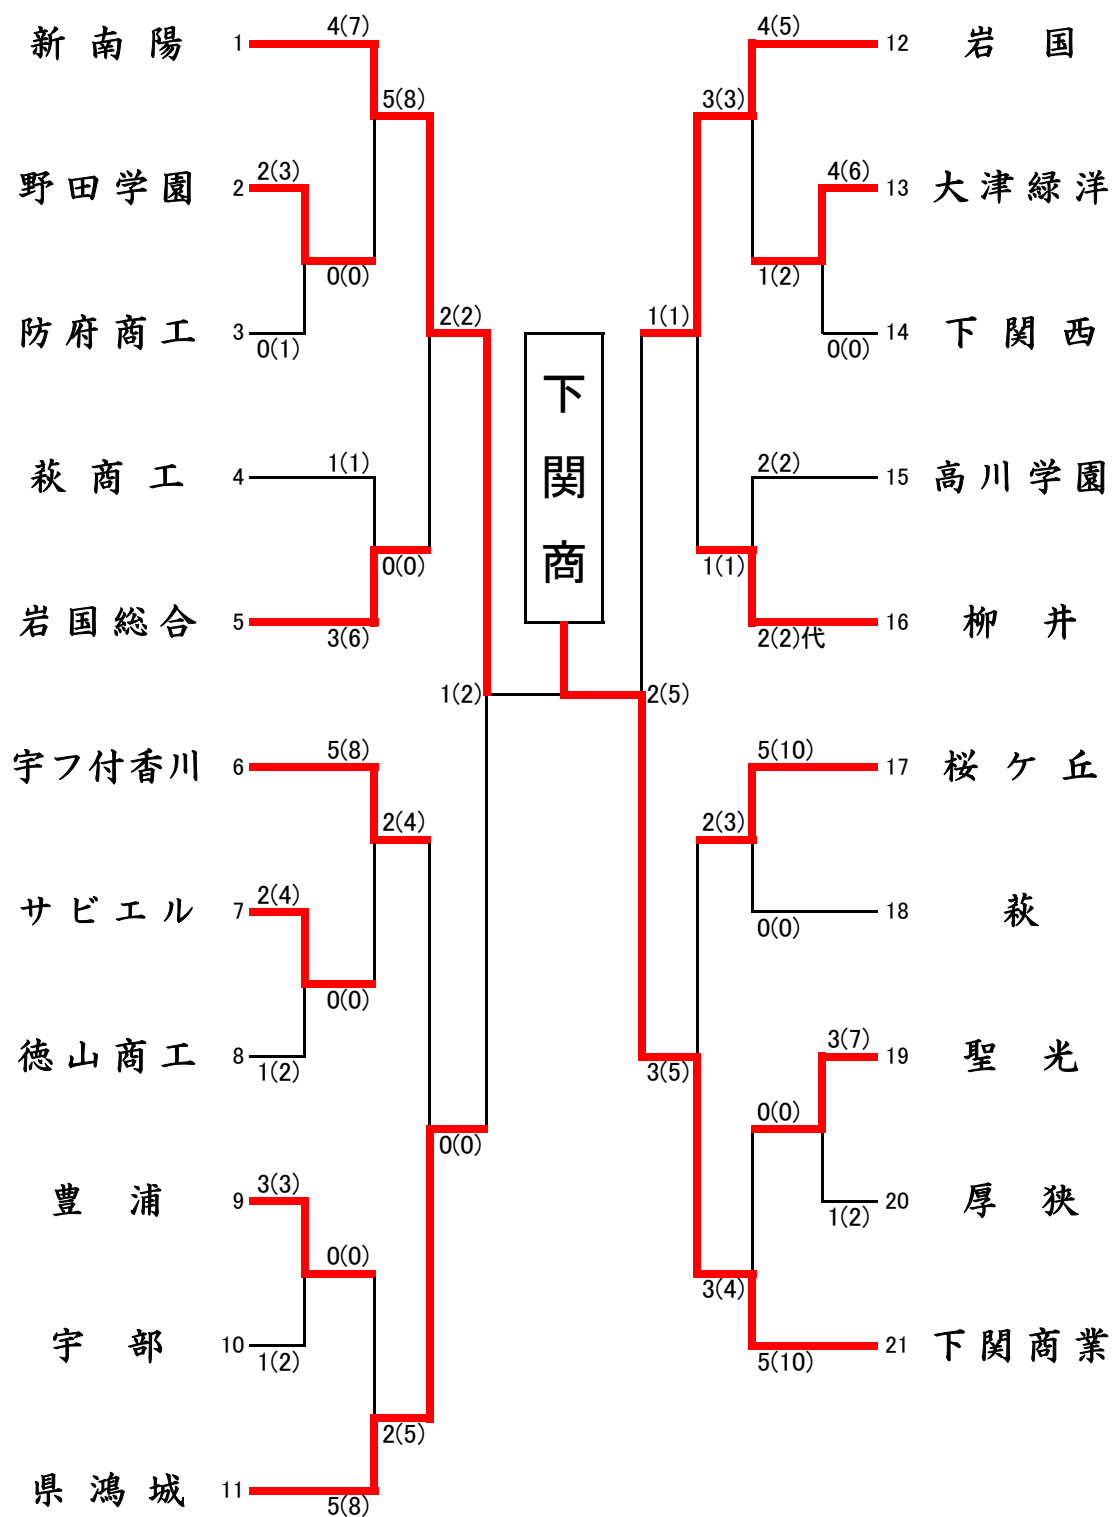 新南陽 1 4(7)
5(8)
野田学園 2 2(3)
0(0)
防府商工 3 0(1)
2(2)
萩商工 4 1(1)
0(0)
岩国総合 5 3(6)
1(2)
宇フ付香川 6 5(8)
2(4)
サビエル 7 2(4)
0(0)
徳山商工 8 1(2)
0(0)
豊浦 9 3(3)
0(0)
宇部 10 1(2)
2(5)
県鴻城 11 5(8)
下関商
4(5) 12 岩国
3(3)
4(6) 13 大津緑洋
1(2)
0(0) 14 下関西
1(1)
2(2) 15 高川学園
1(1)
2(2)代 16 柳井
2(5)
5(10) 17 桜ケ丘
2(3)
0(0) 18 萩
3(7) 19 聖光
3(5)
0(0)
1(2) 20 厚狭
3(4)
5(10) 21 下関商業